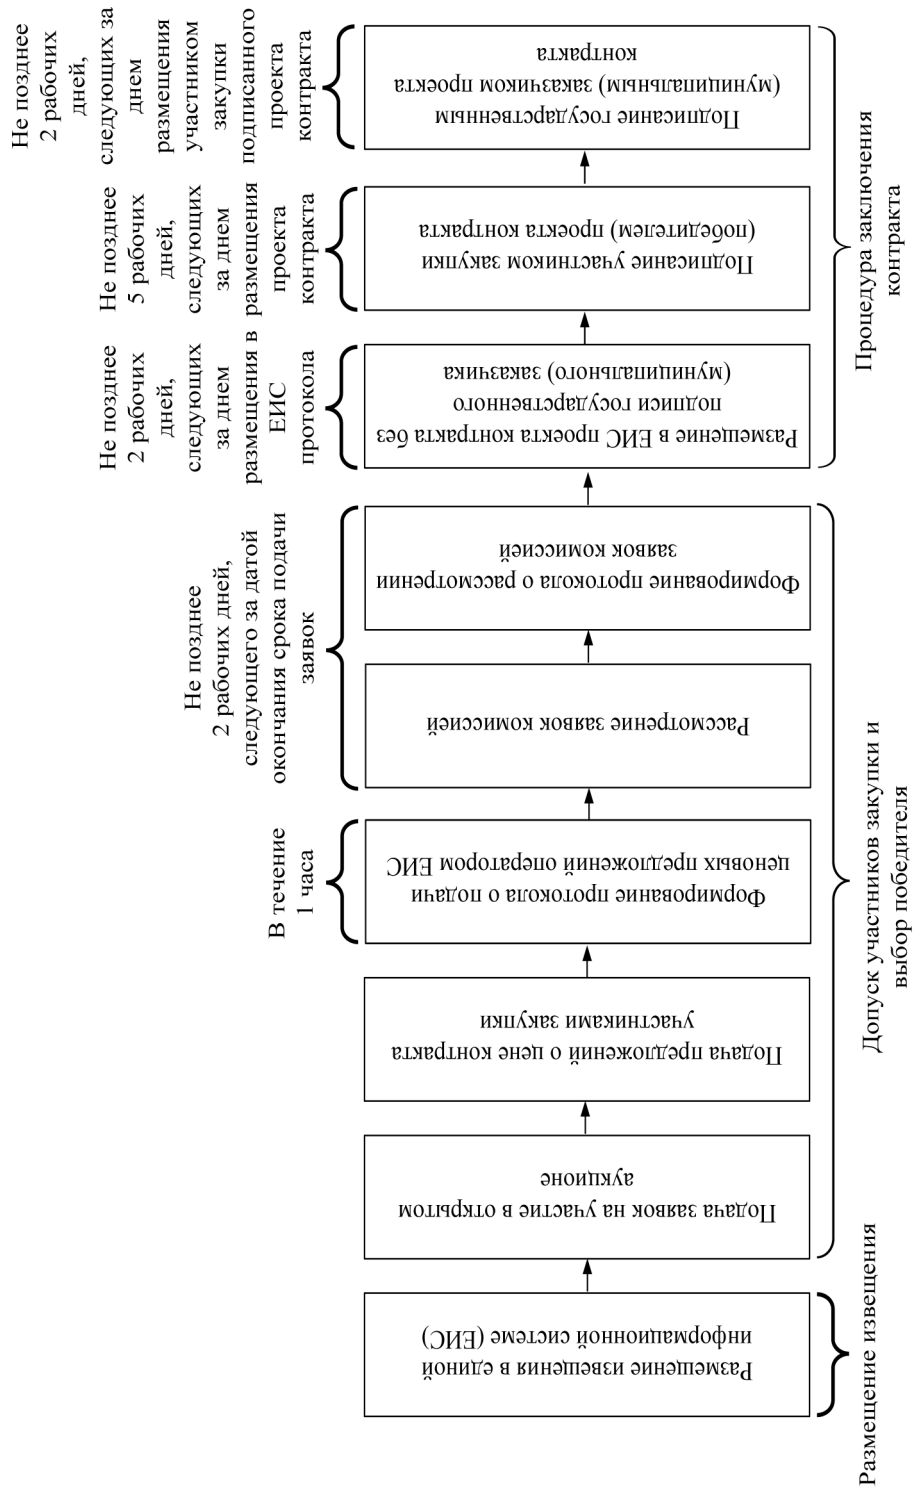 Размещение извещения в единой
информационной системе (ЕИС)
Подача заявок на участие в открытом
аукционе
Подача предложений о цене контракта
участниками закупки
Формирование протокола о подачи
ценовых предложений оператором ЕИС
Рассмотрение заявок комиссией
Формирование протокола о рассмотрении
заявок комиссией
Размещение в ЕИС проекта контракта без
подписи государственного
(муниципального) заказчика
Подписание участником закупки
(победителем) проекта контракта
Подписание государственным
(муниципальным) заказчиком проекта
контракта
В течение
1 часа
Не позднее
2 рабочих дней,
следующего за датой
окончания срока подачи
заявок
Не позднее
2 рабочих
дней,
следующих
за днем
размещения в
ЕИС
протокола
Не позднее
5 рабочих
дней,
следующих
за днем
размещения
проекта
контракта
Не позднее
2 рабочих
дней,
следующих за
днем
размещения
участником
закупки
подписанного
проекта
контракта
Размещение извещения
Допуск участников закупки и
выбор победителя
Процедура заключения
контракта